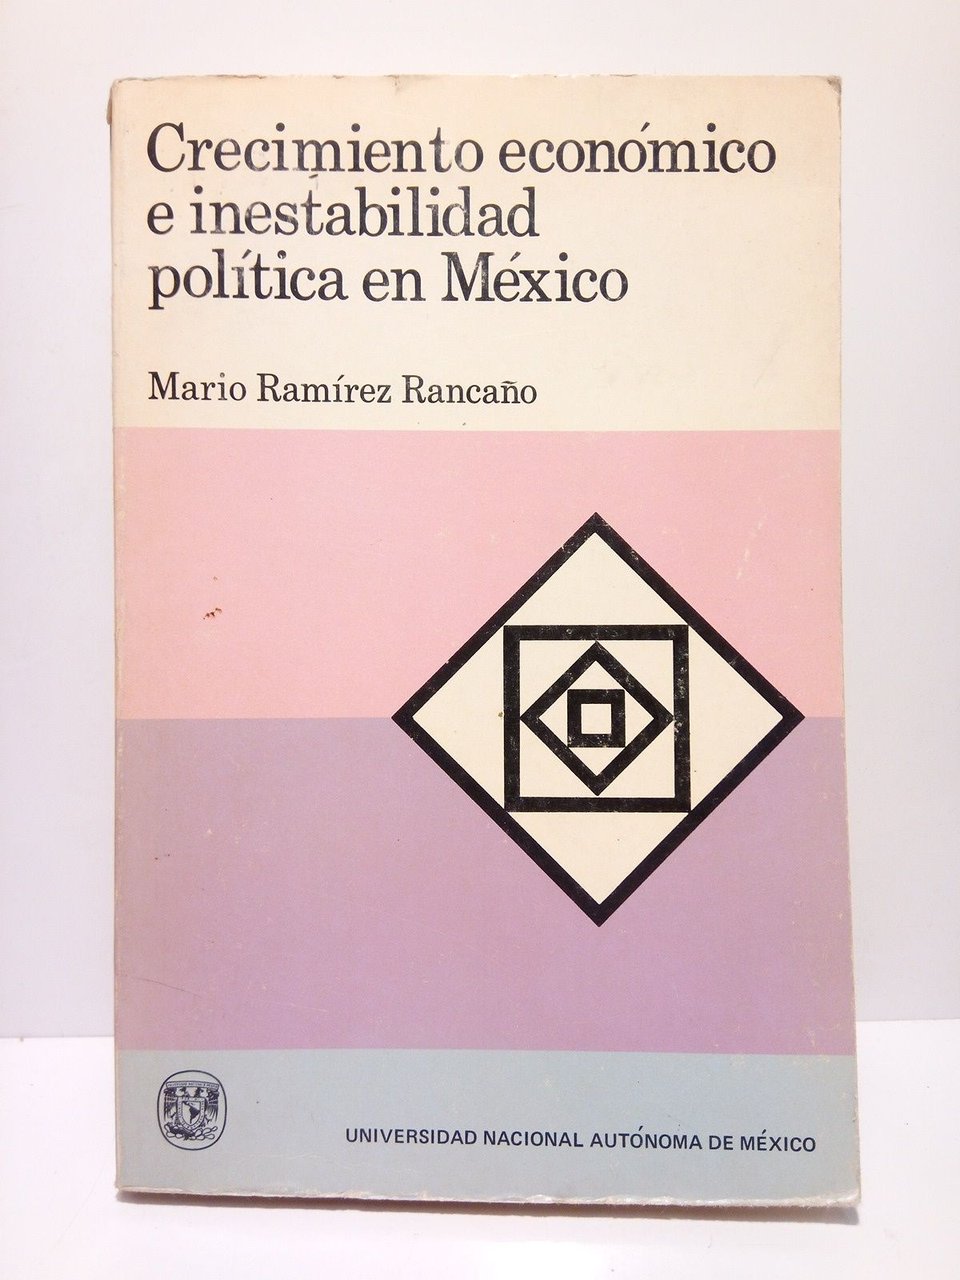 Crecimiento económico
e inestabilidad
política en México
Mario Ramírez Rancaño
UNIVERSIDAD NACIONAL AUTÓNOMA DE MÉXICO